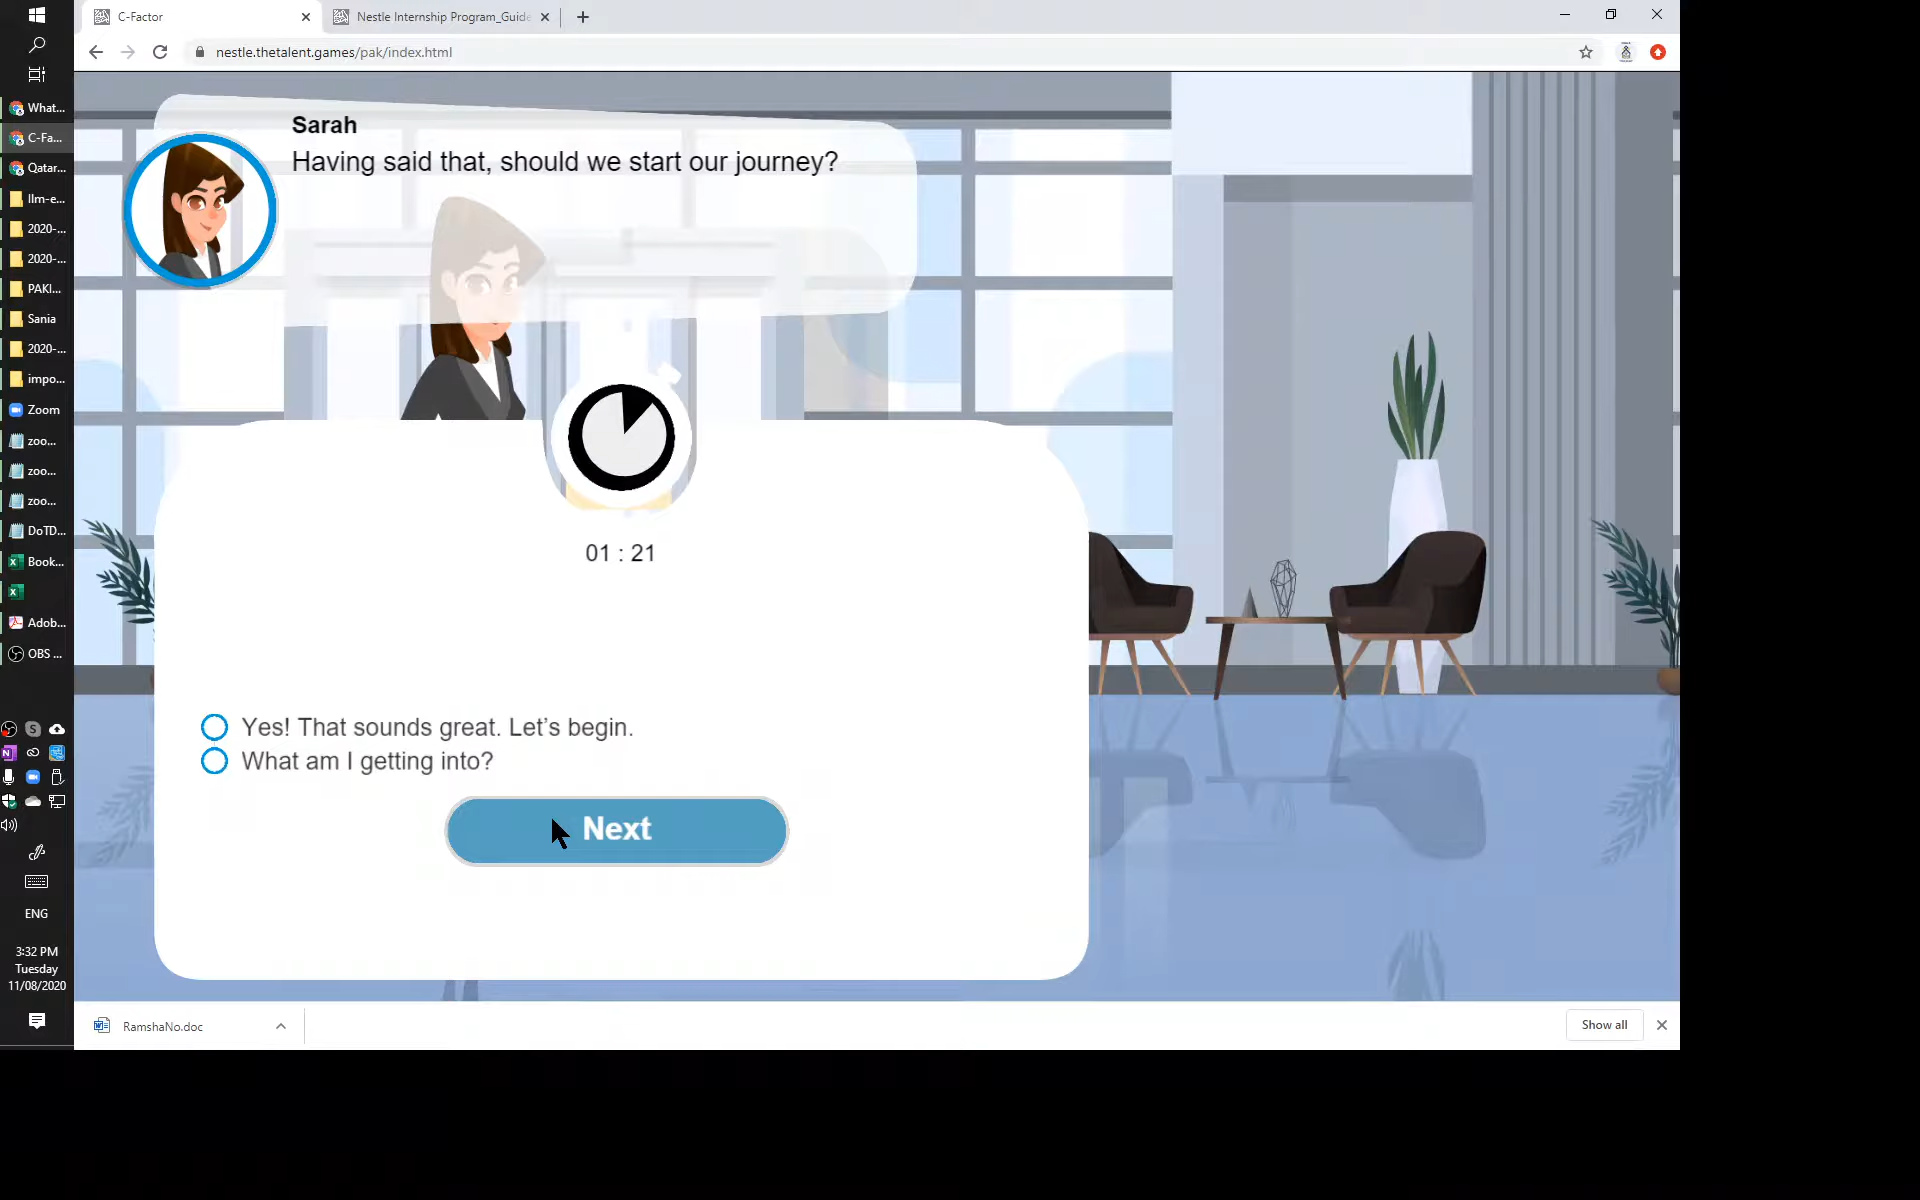 C-Factor
Nestle Internship Program_Guide
nestle.thetalent.games/pak/index.html
What...
C-Fa...
Qatar...
llm-e...
2020-...
2020-...
PAKI...
Sania
2020-...
impo...
Zoom
zoo...
zoo...
zoo...
DoTD...
Book...
Adob...
OBS ...
ENG
3:32 PM
Tuesday
11/08/2020
Sarah
Having said that, should we start our journey?
01 : 21
Yes! That sounds great. Let’s begin.
What am I getting into?
Next
RamshaNo.doc
Show all